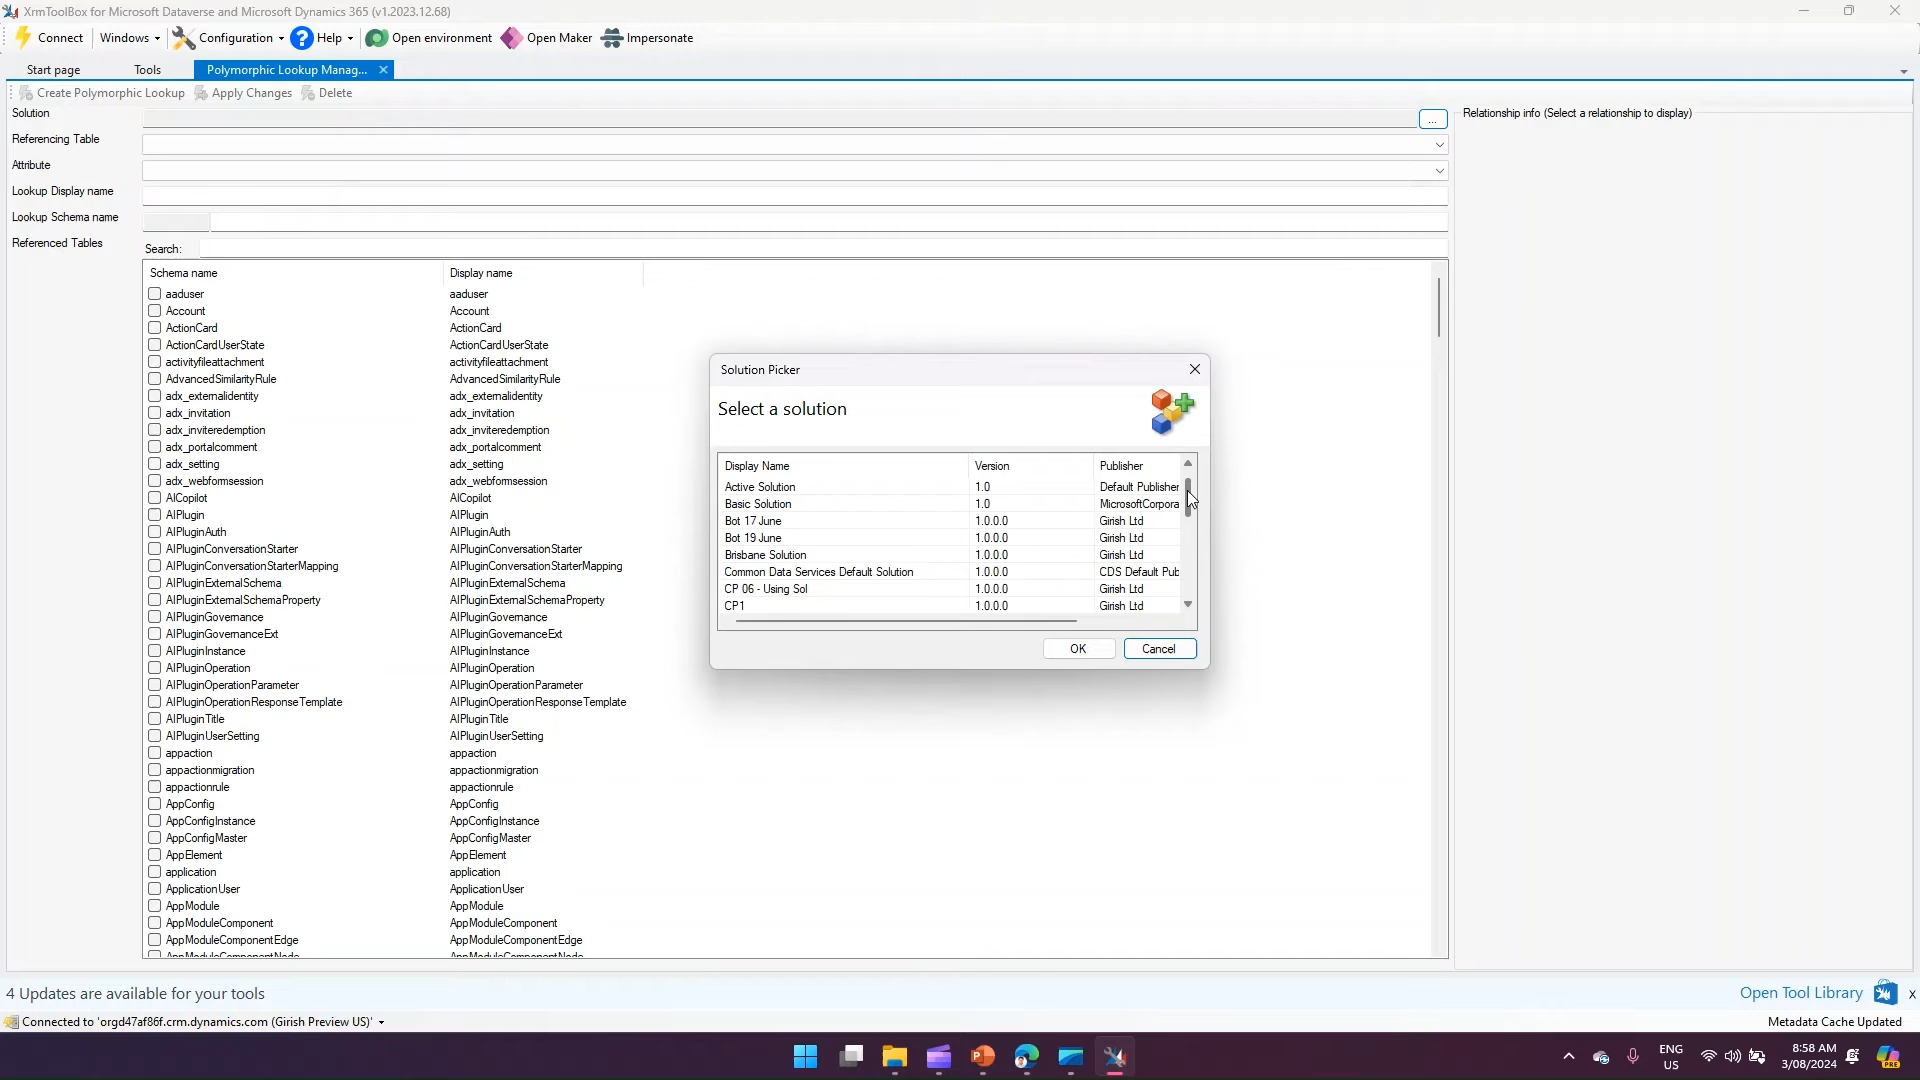 XrmToolBox for Microsoft Dataverse and Microsoft Dynamics 365 (v1.2023.12.68)
Connect Windows Configuration Help Open environment Open Maker Impersonate
Start page Tools Polymorphic Lookup Manag...
Create Polymorphic Lookup Apply Changes Delete
Solution ... Relationship info (Select a relationship to display)
Referencing Table
Attribute
Lookup Display name
Lookup Schema name
Referenced Tables Search:
Schema name Display name
aaduser aaduser
Account Account
ActionCard ActionCard
ActionCardUserState ActionCardUserState
activityfileattachment activityfileattachment
AdvancedSimilarityRule AdvancedSimilarityRule
adx_externalidentity adx_externalidentity
adx_invitation adx_invitation
adx_inviteredemption adx_inviteredemption
adx_portalcomment adx_portalcomment
adx_setting adx_setting
adx_webformsession adx_webformsession
AICopilot AICopilot
AIPlugin AIPlugin
AIPluginAuth AIPluginAuth
AIPluginConversationStarter AIPluginConversationStarter
AIPluginConversationStarterMapping AIPluginConversationStarterMapping
AIPluginExternalSchema AIPluginExternalSchema
AIPluginExternalSchemaProperty AIPluginExternalSchemaProperty
AIPluginGovernance AIPluginGovernance
AIPluginGovernanceExt AIPluginGovernanceExt
AIPluginInstance AIPluginInstance
AIPluginOperation AIPluginOperation
AIPluginOperationParameter AIPluginOperationParameter
AIPluginOperationResponseTemplate AIPluginOperationResponseTemplate
AIPluginTitle AIPluginTitle
AIPluginUserSetting AIPluginUserSetting
appaction appaction
appactionmigration appactionmigration
appactionrule appactionrule
AppConfig AppConfig
AppConfigInstance AppConfigInstance
AppConfigMaster AppConfigMaster
AppElement AppElement
application application
ApplicationUser ApplicationUser
AppModule AppModule
AppModuleComponent AppModuleComponent
AppModuleComponentEdge AppModuleComponentEdge
AppModuleComponentNode AppModuleComponentNode
Solution Picker
Select a solution
Display Name Version Publisher
Active Solution 1.0 Default Publisher
Basic Solution 1.0 MicrosoftCorpora
Bot 17 June 1.0.0.0 Girish Ltd
Bot 19 June 1.0.0.0 Girish Ltd
Brisbane Solution 1.0.0.0 Girish Ltd
Common Data Services Default Solution 1.0.0.0 CDS Default Pub
CP 06 - Using Sol 1.0.0.0 Girish Ltd
CP1 1.0.0.0 Girish Ltd
OK Cancel
4 Updates are available for your tools Open Tool Library x
Connected to 'orgd47af86f.crm.dynamics.com (Girish Preview US)' Metadata Cache Updated
ENG 8:58 AM
US 3/08/2024 PRE